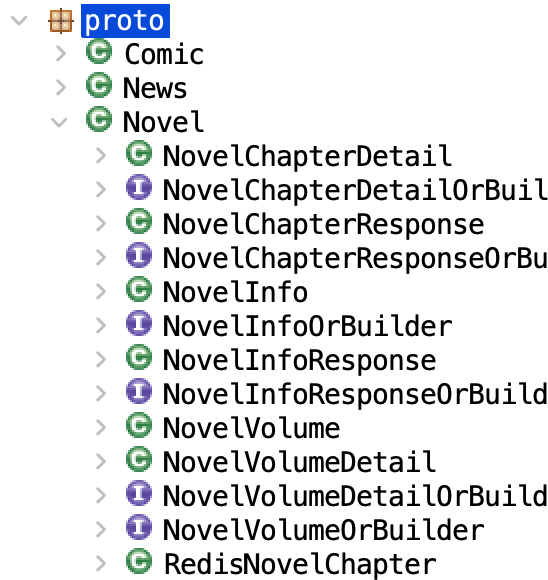 proto
C Comic
C News
C Novel
C NovelChapterDetail
I NovelChapterDetailOrBuil
C NovelChapterResponse
I NovelChapterResponseOrBu
C NovelInfo
I NovelInfoOrBuilder
C NovelInfoResponse
I NovelInfoResponseOrBuild
C NovelVolume
C NovelVolumeDetail
I NovelVolumeDetailOrBuild
I NovelVolumeOrBuilder
C RedisNovelChapter